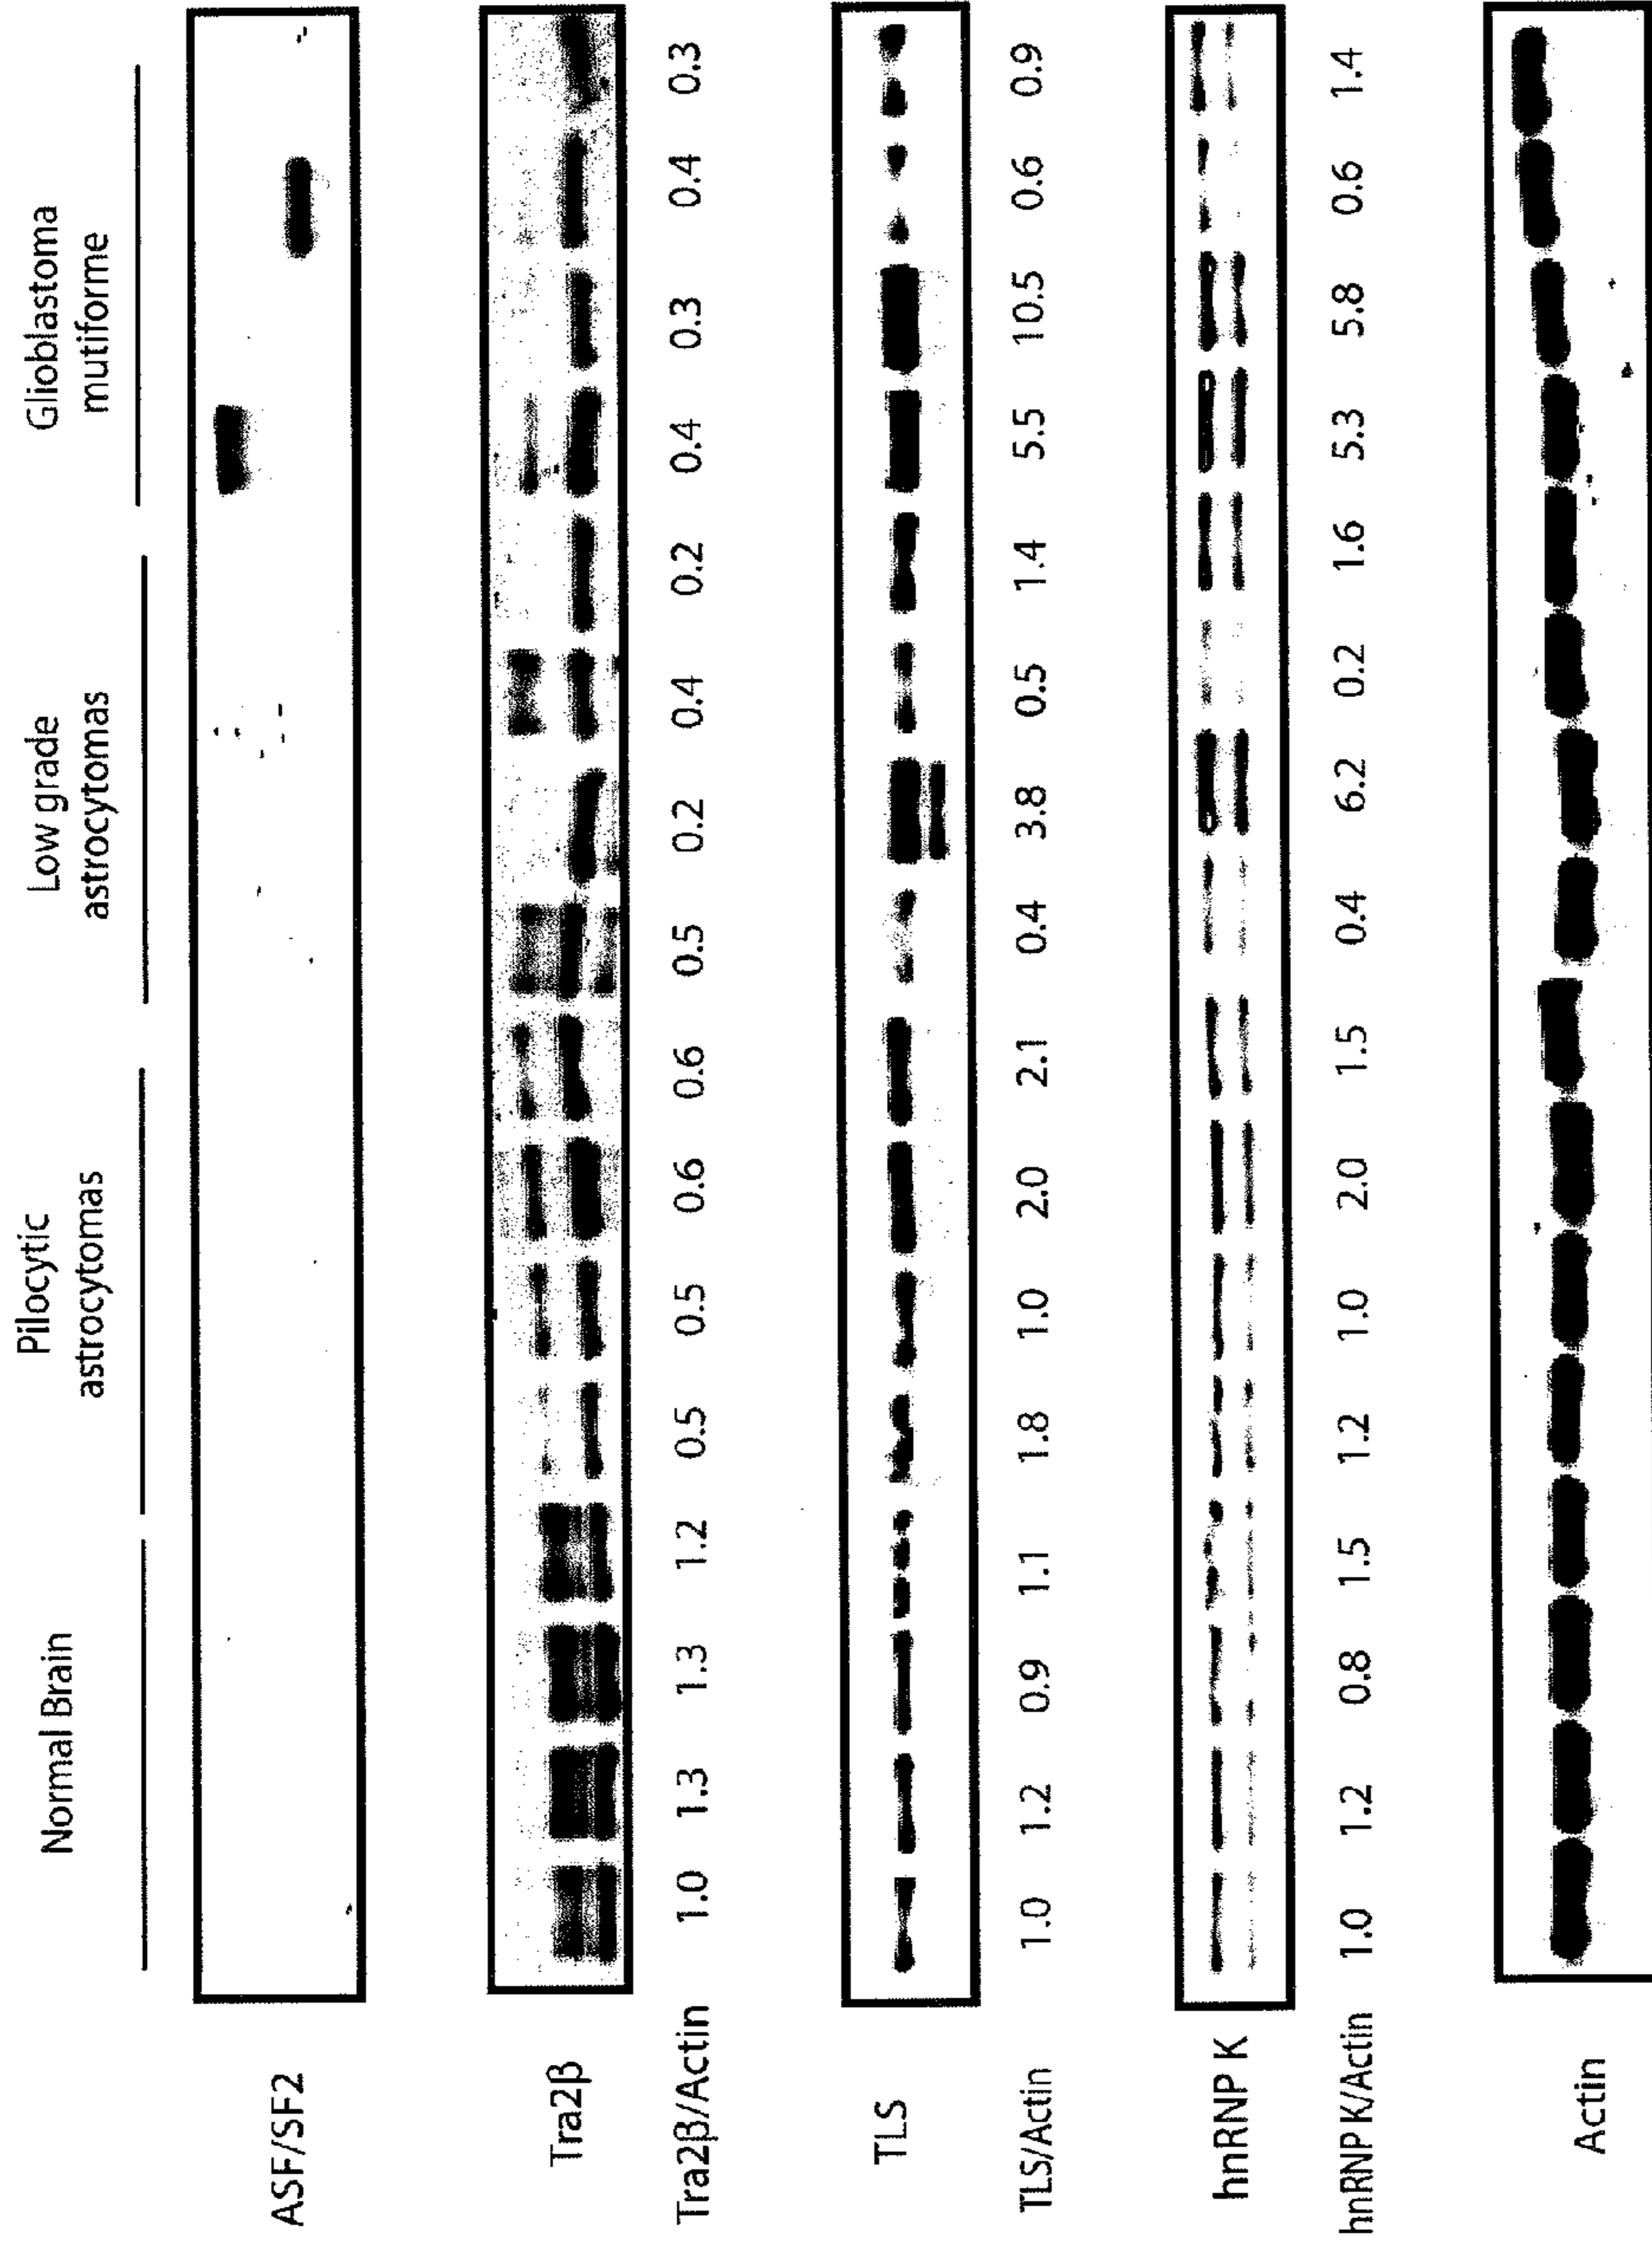 Normal Brain
Pilocytic
astrocytomas
Low grade
astrocytomas
Glioblastoma
mutiforme
ASF/SF2
Tra2β
Tra2β/Actin 1.0 1.3 1.3 1.2 0.5 0.5 0.6 0.6 0.5 0.2 0.4 0.2 0.4 0.3 0.4 0.3
TLS
TLS/Actin 1.0 1.2 0.9 1.1 1.8 1.0 2.0 2.1 0.4 3.8 0.5 1.4 5.5 10.5 0.6 0.9
hnRNP K
hnRNP K/Actin 1.0 1.2 0.8 1.5 1.2 1.0 2.0 1.5 0.4 6.2 0.2 1.6 5.3 5.8 0.6 1.4
Actin